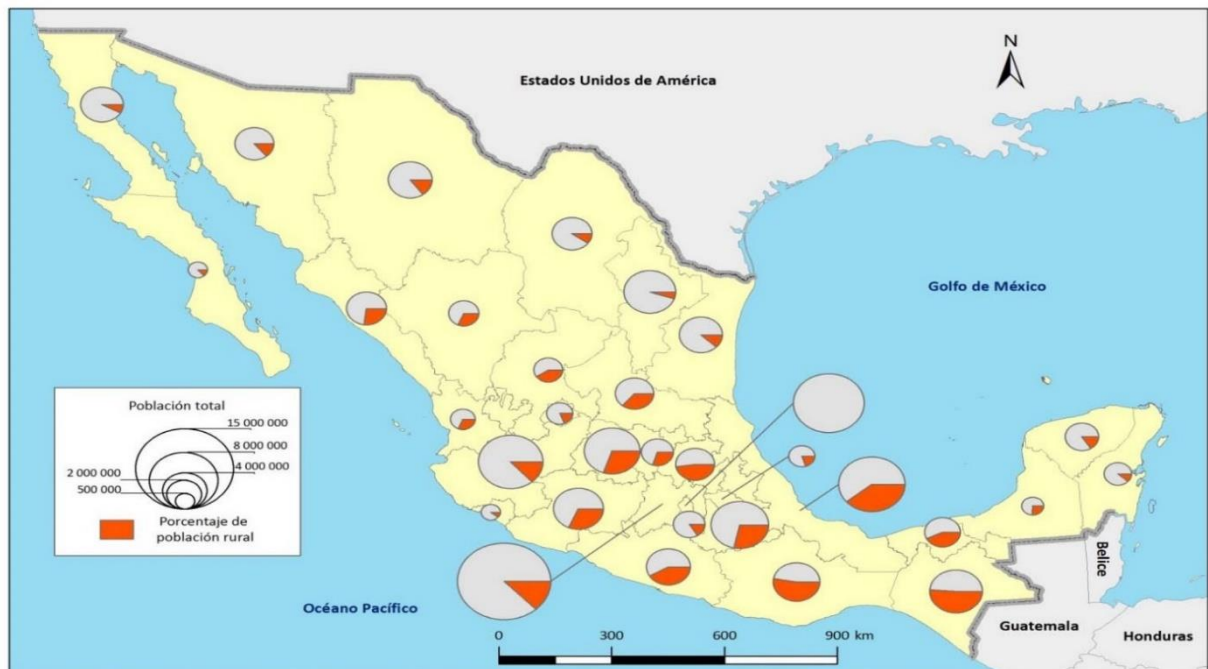 N
Estados Unidos de América
Golfo de México
Población total
15 000 000
8 000 000
4 000 000
2 000 000
500 000
Porcentaje de
población rural
Océano Pacífico
Belice
Guatemala
Honduras
0 300 600 900 km